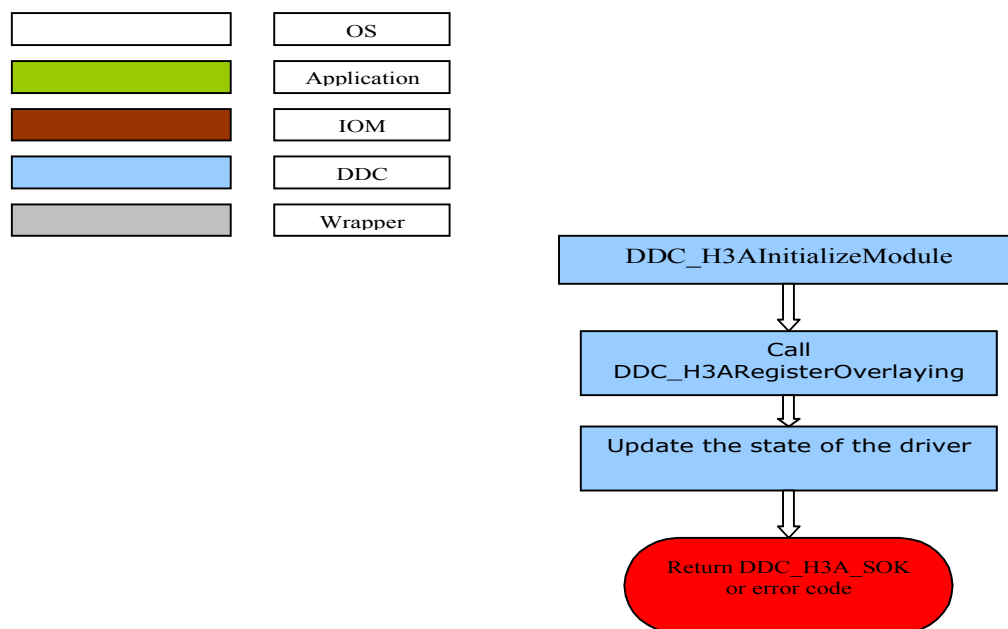 OS
Application
IOM
DDC
Wrapper
DDC_H3AInitializeModule
Call
DDC_H3ARegisterOverlaying
Update the state of the driver
Return DDC_H3A_SOK
or error code